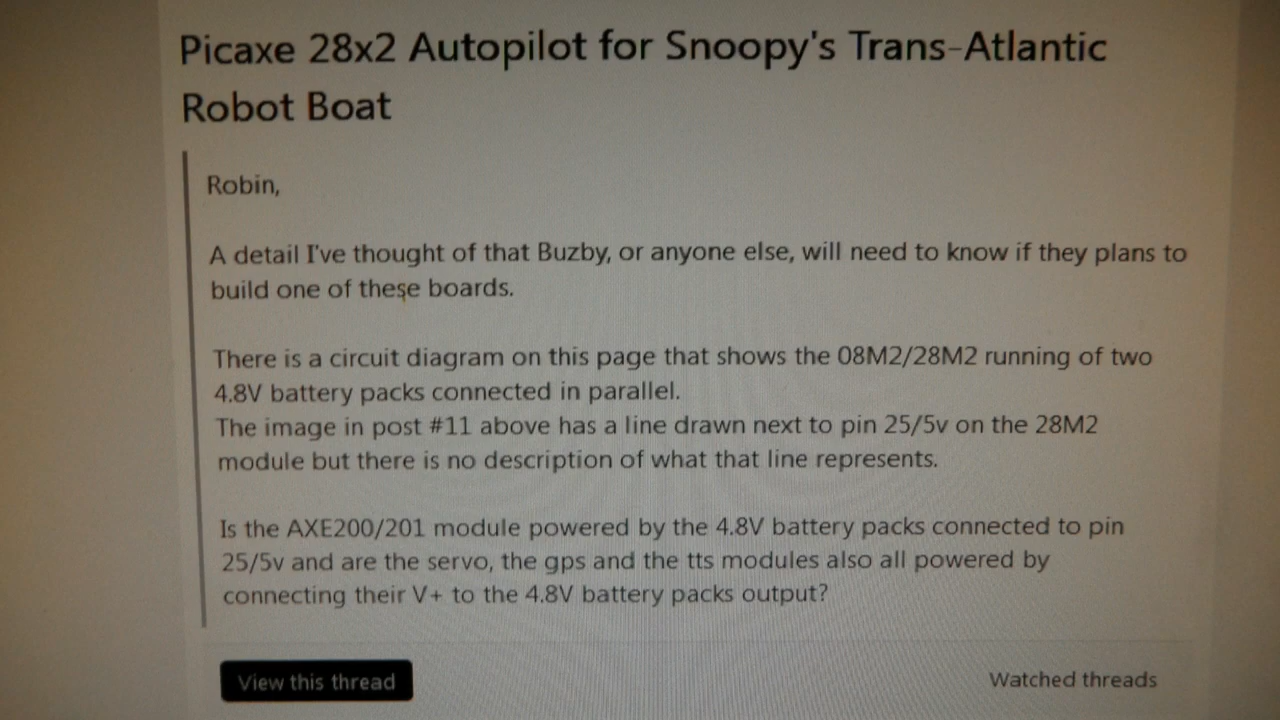 Picaxe 28x2 Autopilot for Snoopy's Trans-Atlantic
Robot Boat
Robin,
A detail I've thought of that Buzby, or anyone else, will need to know if they plans to
build one of these boards.
There is a circuit diagram on this page that shows the 08M2/28M2 running of two
4.8V battery packs connected in parallel.
The image in post #11 above has a line drawn next to pin 25/5v on the 28M2
module but there is no description of what that line represents.
Is the AXE200/201 module powered by the 4.8V battery packs connected to pin
25/5v and are the servo, the gps and the tts modules also all powered by
connecting their V+ to the 4.8V battery packs output?
View this thread
Watched threads